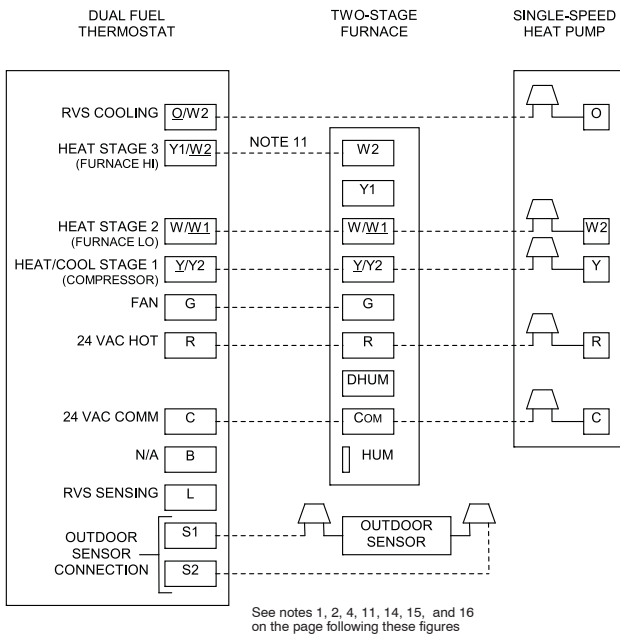 DUAL FUEL
THERMOSTAT
TWO-STAGE
FURNACE
SINGLE-SPEED
HEAT PUMP
RVS COOLING
O/W2
O
HEAT STAGE 3
(FURNACE HI)
Y1/W2
NOTE 11
W2
Y1
HEAT STAGE 2
(FURNACE LO)
W/W1
W/W1
W2
HEAT/COOL STAGE 1
(COMPRESSOR)
Y/Y2
Y/Y2
Y
FAN
G
G
24 VAC HOT
R
R
R
DHUM
24 VAC COMM
C
COM
C
N/A
B
HUM
RVS SENSING
L
OUTDOOR
SENSOR
CONNECTION
S1
S2
OUTDOOR
SENSOR
See notes 1, 2, 4, 11, 14, 15, and 16
on the page following these figures